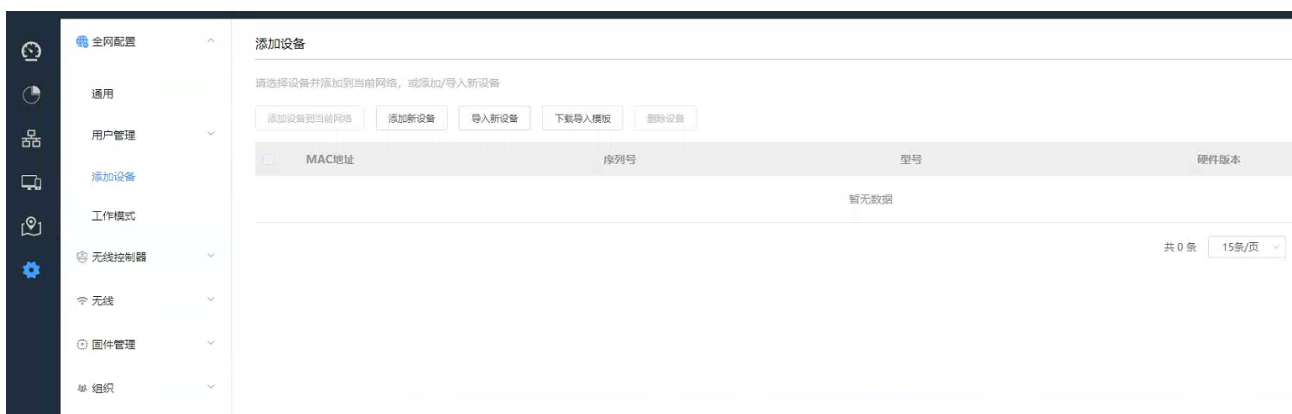 全网配置
通用
用户管理
添加设备
工作模式
无线控制器
无线
固件管理
组织
添加设备
请选择设备并添加到当前网络，或添加/导入新设备
添加设备到当前网络 添加新设备 导入新设备 下载导入模板 删除设备
MAC地址 序列号 型号 硬件版本
暂无数据
共 0 条 15条/页